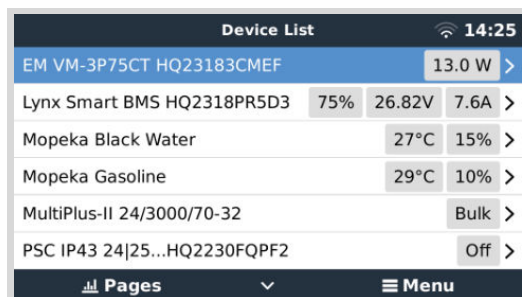 Device List 14:25
EM VM-3P75CT HQ23183CMEF 13.0 W >
Lynx Smart BMS HQ2318PR5D3 75% 26.82V 7.6A >
Mopeka Black Water 27°C 15% >
Mopeka Gasoline 29°C 10% >
MultiPlus-II 24/3000/70-32 Bulk >
PSC IP43 24|25...HQ2230FQPF2 Off >
Pages Menu